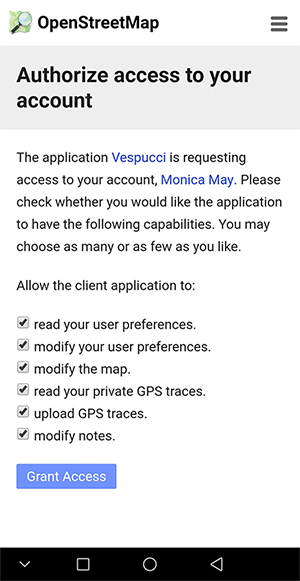 OpenStreetMap
Authorize access to your
account
The application Vespucci is requesting
access to your account, Monica May. Please
check whether you would like the application
to have the following capabilities. You may
choose as many or as few as you like.
Allow the client application to:
read your user preferences.
modify your user preferences.
modify the map.
read your private GPS traces.
upload GPS traces.
modify notes.
Grant Access